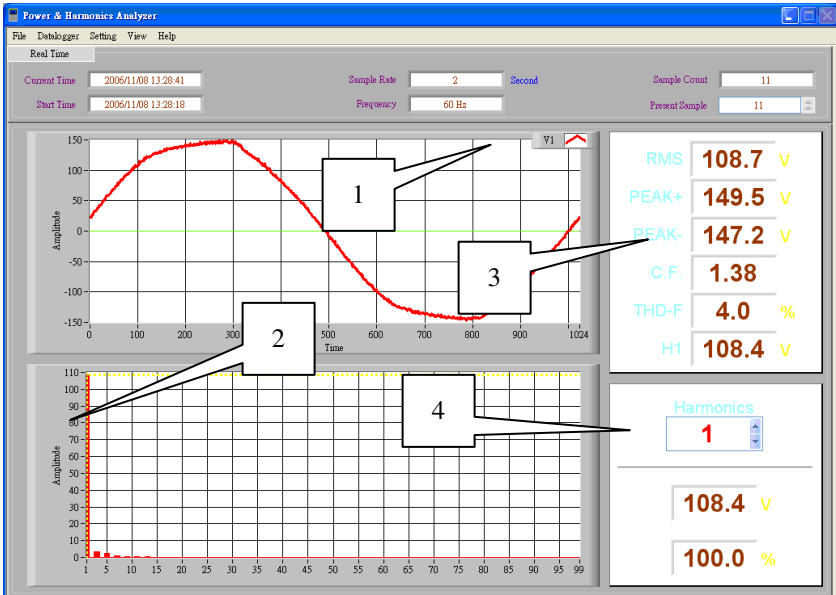 Power & Harmonics Analyzer
File Datalogger Setting View Help
Real Time
Current Time 2006/11/08 13:28:41 Sample Rate 2 Second Sample Count 11
Start Time 2006/11/08 13:28:18 Frequency 60 Hz Present Sample 11
V1
150
100
50
0
-50
-100
-150
Amplitude
0 100 200 300 500 600 700 800 900 1024
Time
1
2
3
4
RMS 108.7 V
PEAK+ 149.5 V
PEAK- 147.2 V
C.F. 1.38
THD-F 4.0 %
H1 108.4 V
110
100
90
80
70
60
50
40
30
20
10
0
Amplitude
1 5 10 15 20 25 30 35 40 45 50 55 60 65 70 75 80 85 90 95 99
Harmonics
1
108.4 V
100.0 %